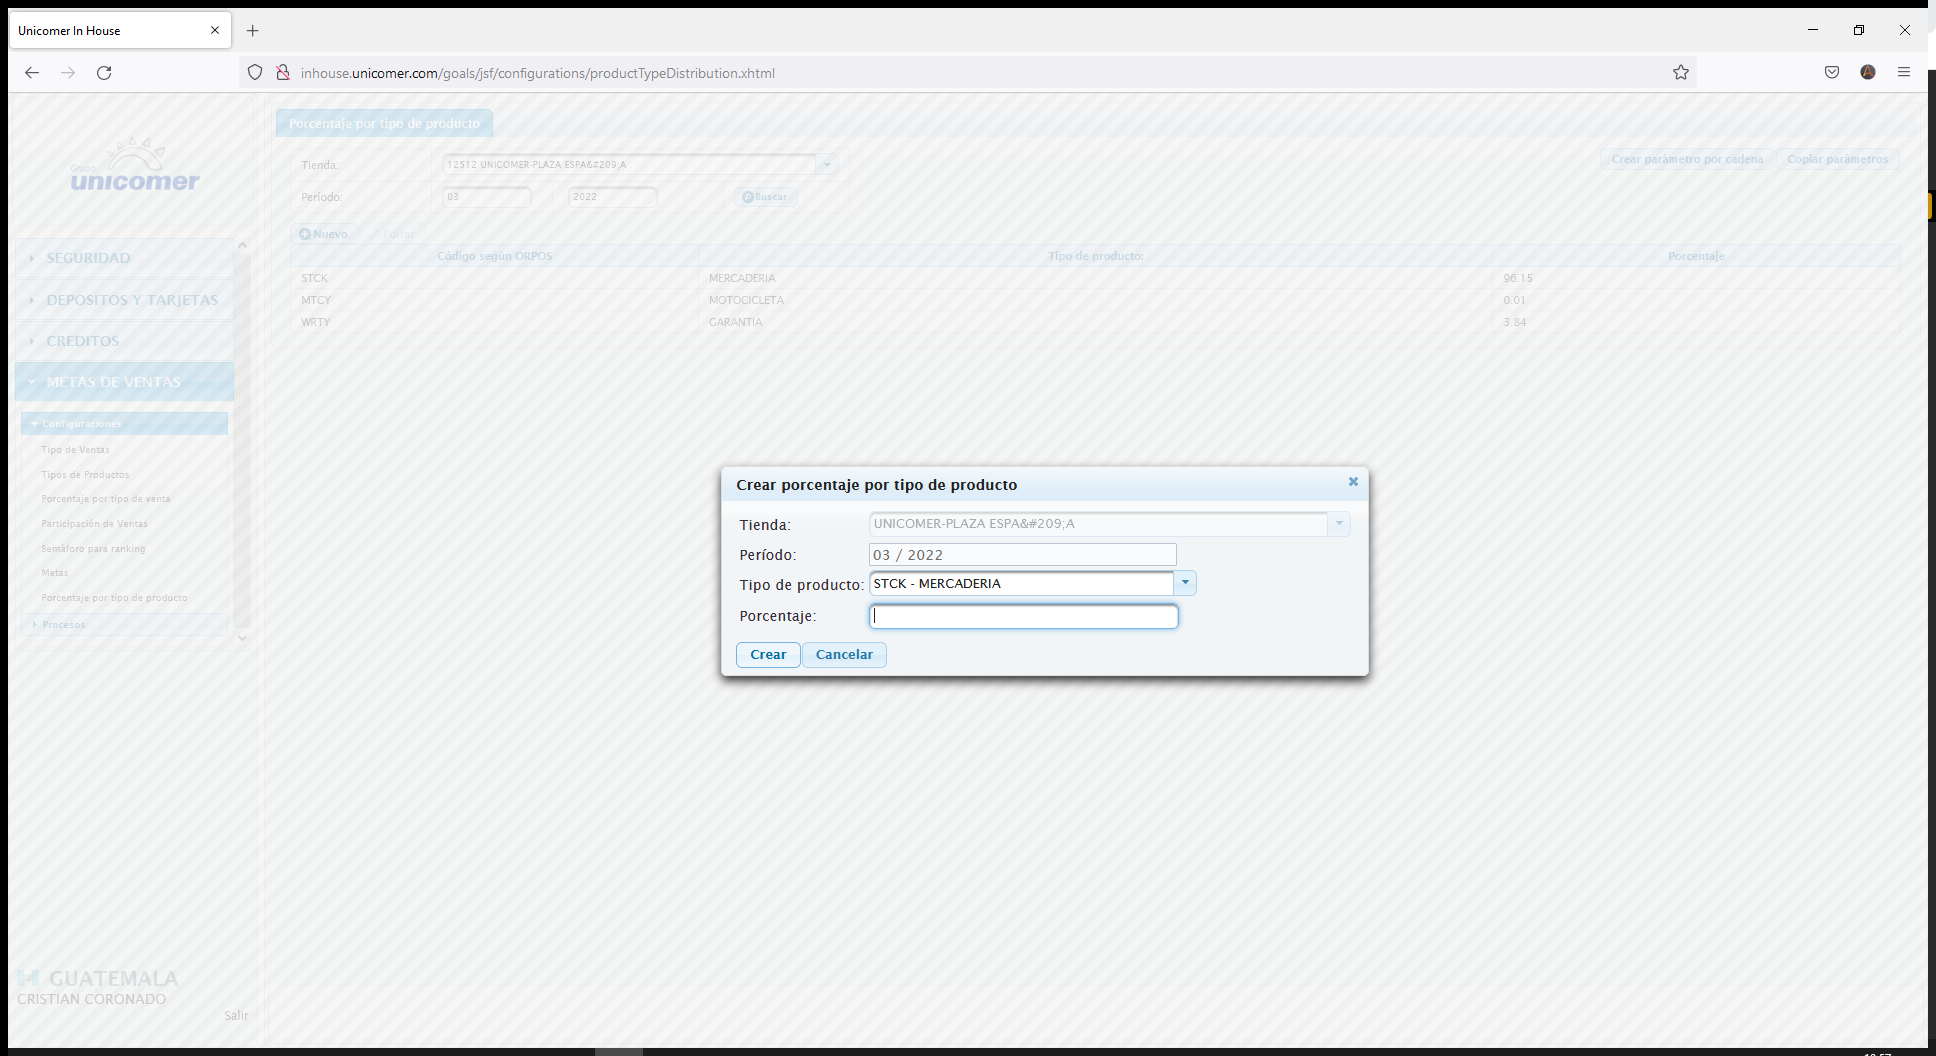 Unicomer In House
inhouse.unicomer.com/goals/jsf/configurations/productTypeDistribution.xhtml
Grupo
unicomer
SEGURIDAD
DEPOSITOS Y TARJETAS
CREDITOS
METAS DE VENTAS
Configuraciones
Tipo de Ventas
Tipos de Productos
Porcentaje por tipo de venta
Participación de Ventas
Semáforo para ranking
Metas
Porcentaje por tipo de producto
Procesos
GUATEMALA
CRISTIAN CORONADO
Salir
Porcentaje por tipo de producto
Tienda: 12512 UNICOMER-PLAZA ESPA&#209;A
Crear parámetro por cadena Copiar parámetros
Período: 03 2022 Buscar
Nuevo Editar
Código según ORPOS Tipo de producto: Porcentaje
STCK MERCADERIA 96.15
MTCY MOTOCICLETA 0.01
WRTY GARANTIA 3.84
Crear porcentaje por tipo de producto
Tienda: UNICOMER-PLAZA ESPA&#209;A
Período: 03 / 2022
Tipo de producto: STCK - MERCADERIA
Porcentaje:
Crear Cancelar